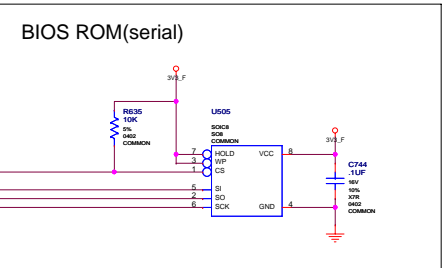 BIOS ROM(serial)
3V3_F
R635
10K
5%
0402
COMMON
U505
SOIC8
SO8
COMMON
7 HOLD VCC 8
3 WP
1 CS
5 SI
2 SO GND 4
6 SCK
3V3_F
C744
.1UF
16V
10%
X7R
0402
COMMON